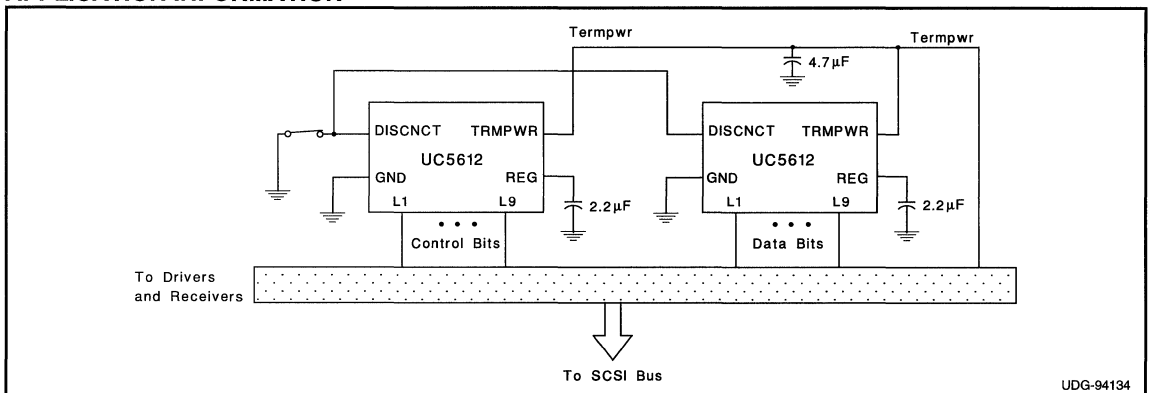 Termpwr
Termpwr
4.7µF
DISCNCT TRMPWR
UC5612
GND REG
L1 L9
2.2µF
Control Bits
DISCNCT TRMPWR
UC5612
GND REG
L1 L9
2.2µF
Data Bits
To Drivers
and Receivers
To SCSI Bus
UDG-94134